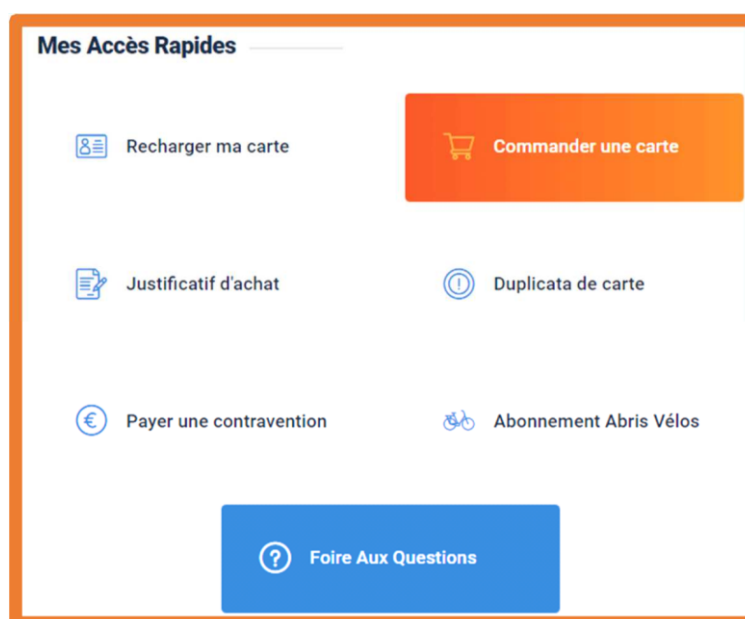 Mes Accès Rapides
Recharger ma carte
Commander une carte
Justificatif d'achat
Duplicata de carte
Payer une contravention
Abonnement Abris Vélos
Foire Aux Questions